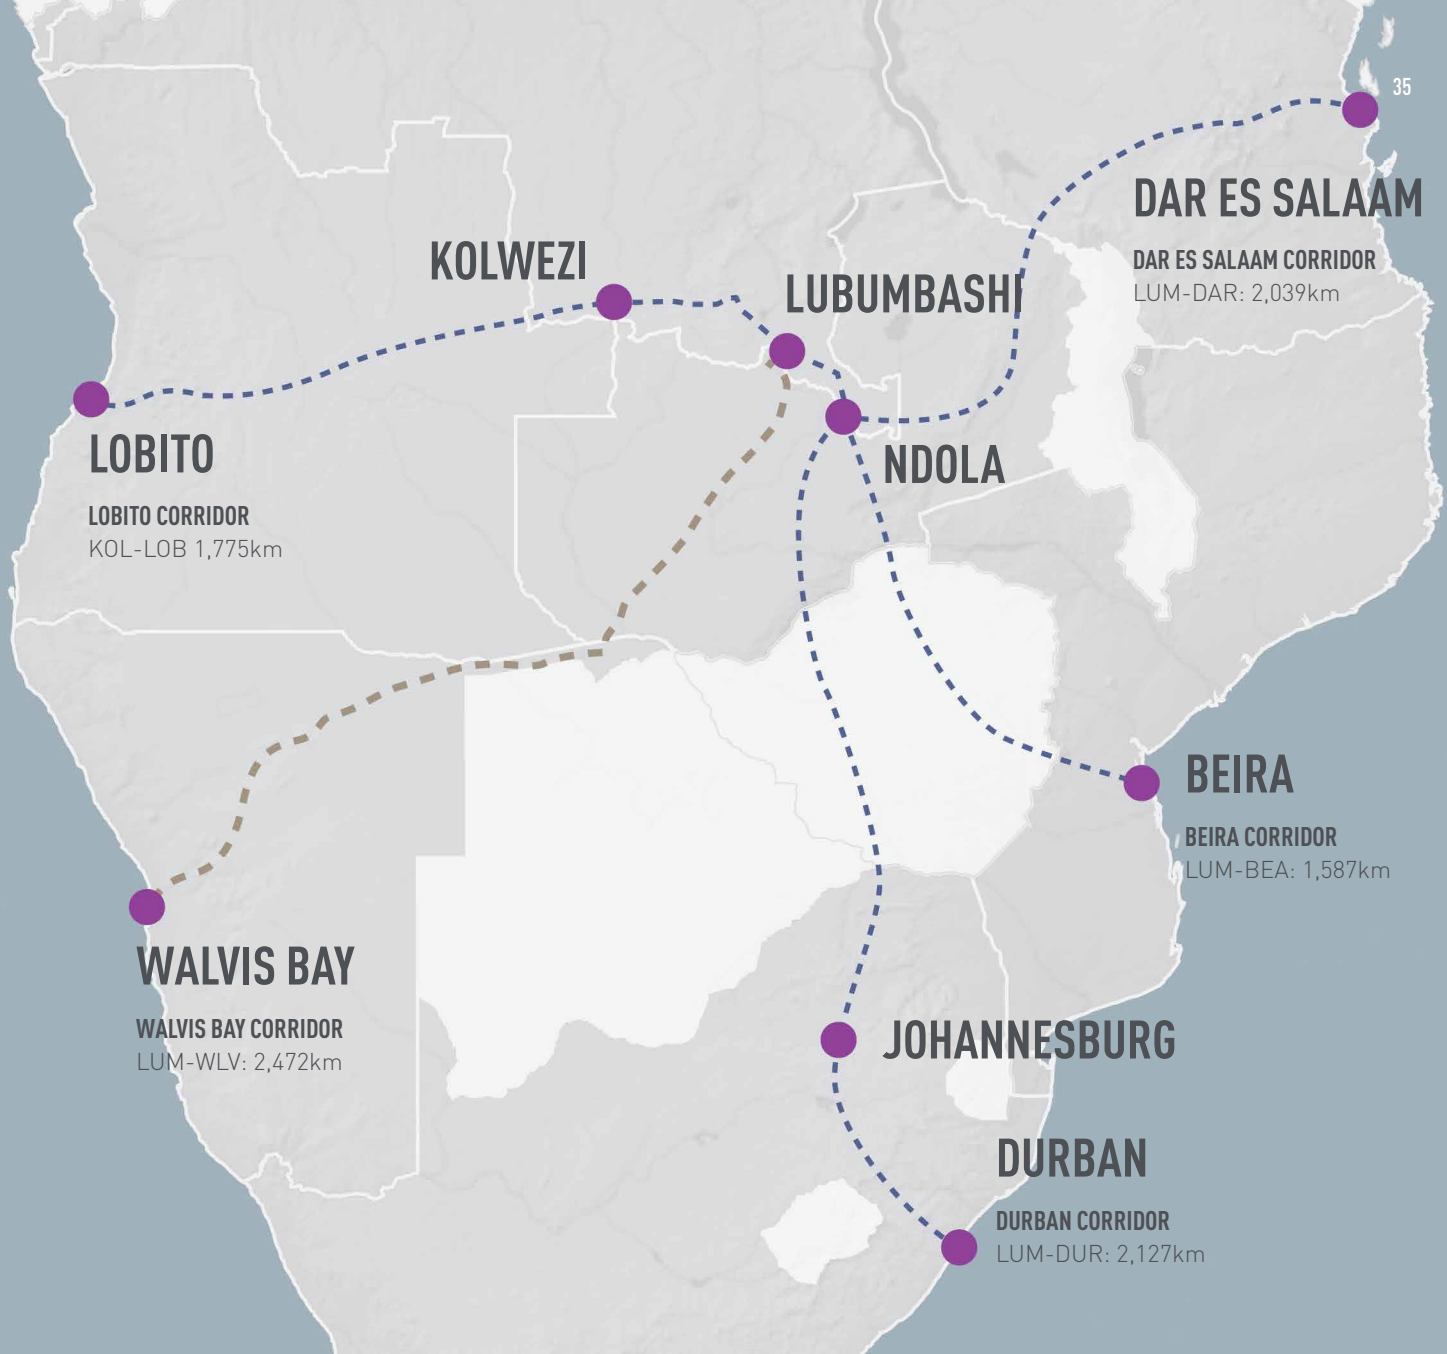 35
DAR ES SALAAM
DAR ES SALAAM CORRIDOR
LUM-DAR: 2,039km
KOLWEZI
LUBUMBASHI
LOBITO
LOBITO CORRIDOR
KOL-LOB 1,775km
NDOLA
BEIRA
BEIRA CORRIDOR
LUM-BEA: 1,587km
WALVIS BAY
WALVIS BAY CORRIDOR
LUM-WLV: 2,472km
JOHANNESBURG
DURBAN
DURBAN CORRIDOR
LUM-DUR: 2,127km